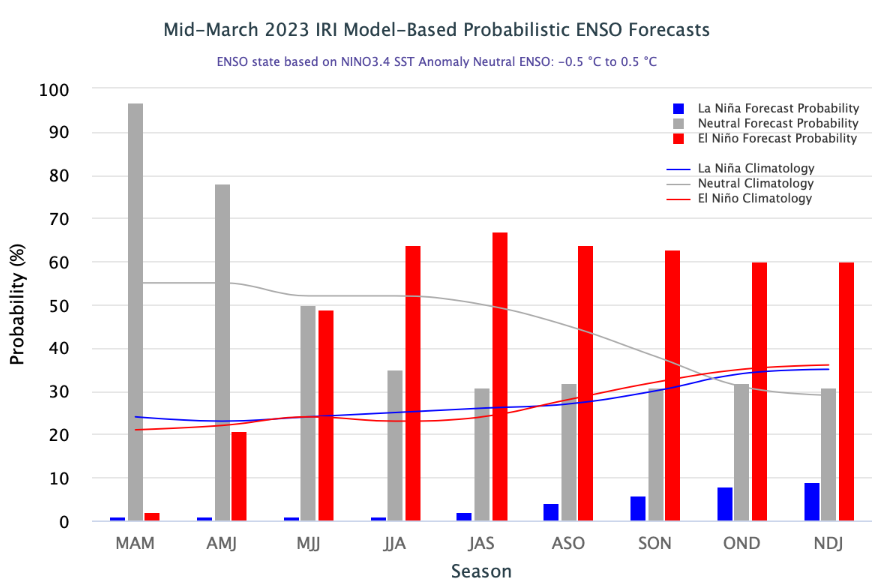 Mid-March 2023 IRI Model-Based Probabilistic ENSO Forecasts
ENSO state based on NINO3.4 SST Anomaly Neutral ENSO: -0.5 °C to 0.5 °C
Probability (%)
100
90
80
70
60
50
40
30
20
10
0
La Niña Forecast Probability
Neutral Forecast Probability
El Niño Forecast Probability
La Niña Climatology
Neutral Climatology
El Niño Climatology
MAM AMJ MJJ JJA JAS ASO SON OND NDJ
Season